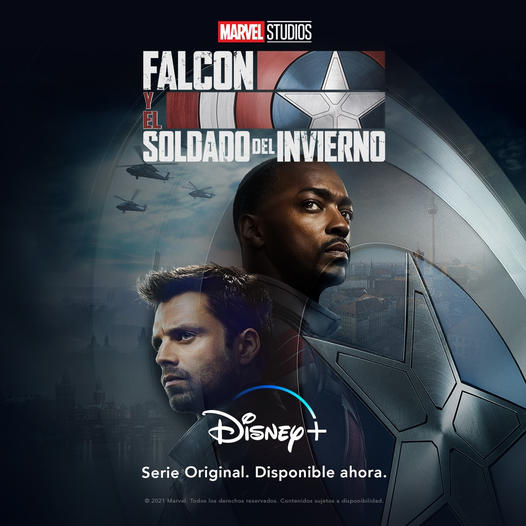 MARVEL STUDIOS
FALCON
Y EL
SOLDADO DEL INVIERNO
Disney+
Serie Original. Disponible ahora.
© 2021 Marvel. Todos los derechos reservados. Contenidos sujetos a disponibilidad.